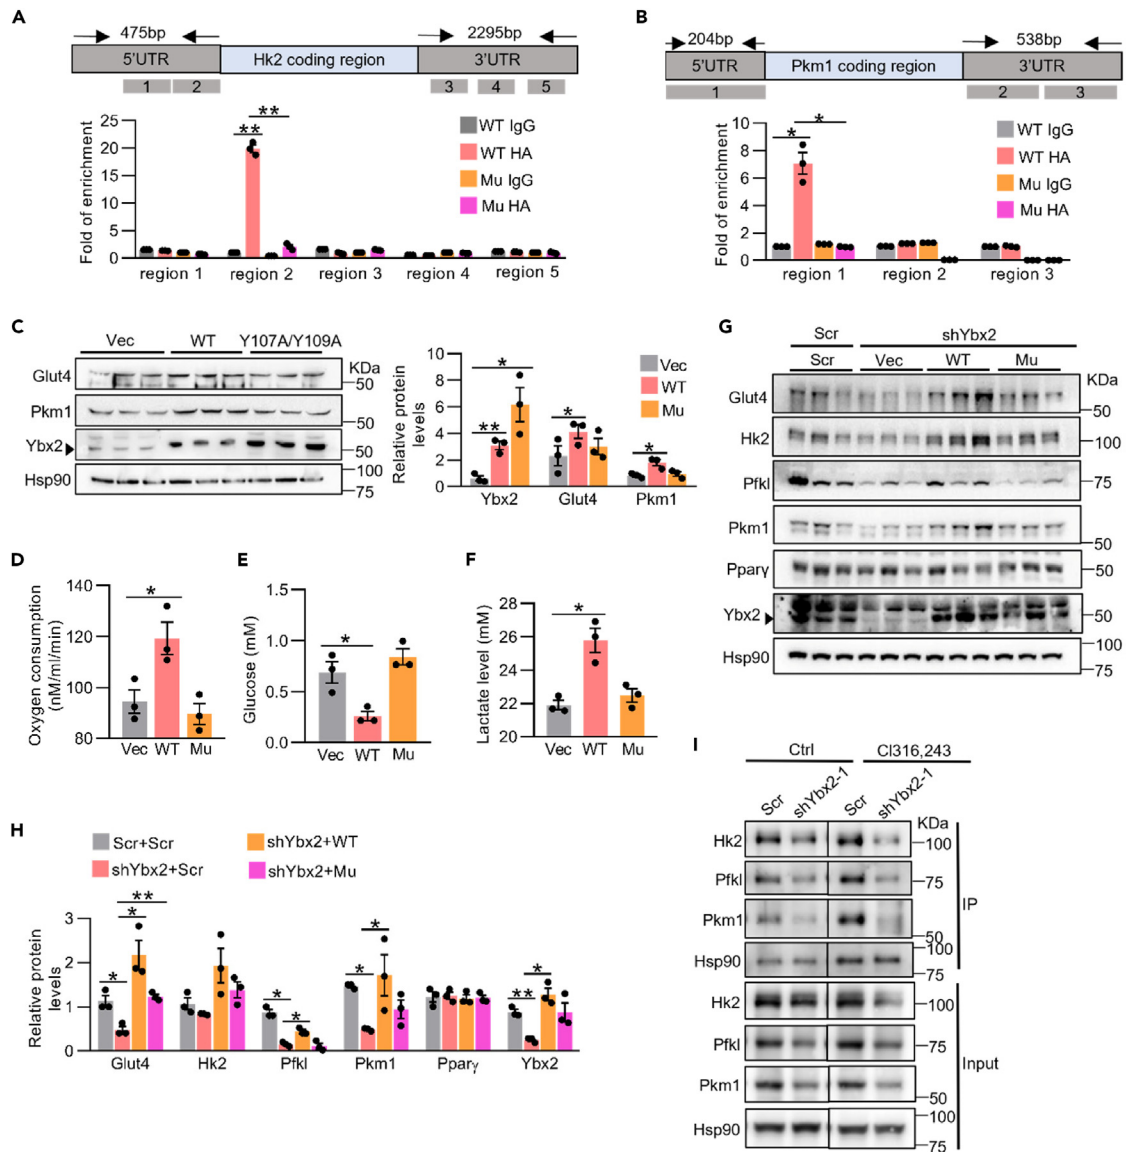 A
475bp
2295bp
5'UTR
Hk2 coding region
3'UTR
1
2
3
4
5
25
20
15
10
5
0
Fold of enrichment
**
**
WT IgG
WT HA
Mu IgG
Mu HA
region 1
region 2
region 3
region 4
region 5
B
204bp
538bp
5'UTR
Pkm1 coding region
3'UTR
1
2
3
10
8
6
4
2
0
Fold of enrichment
*
*
WT IgG
WT HA
Mu IgG
Mu HA
region 1
region 2
region 3
C
Vec
WT
Y107A/Y109A
KDa
Glut4
50
Pkm1
50
Ybx2
50
Hsp90
100
75
Relative protein
levels
10
8
6
4
2
0
*
**
*
*
Vec
WT
Mu
Ybx2
Glut4
Pkm1
D
Oxygen consumption
(nM/ml/min)
140
120
100
80
*
Vec
WT
Mu
E
Glucose (mM)
1.5
1.0
0.5
0.0
*
Vec
WT
Mu
F
Lactate level (mM)
28
26
24
22
20
*
Vec
WT
Mu
G
Scr
shYbx2
Scr
Vec
WT
Mu
KDa
Glut4
50
Hk2
100
Pfkl
75
Pkm1
50
Pparγ
50
Ybx2
50
Hsp90
100
75
H
Scr+Scr
shYbx2+WT
shYbx2+Scr
shYbx2+Mu
Relative protein
levels
3
2
1
0
**
*
*
*
*
*
*
*
**
Glut4
Hk2
Pfkl
Pkm1
Pparγ
Ybx2
I
Ctrl
Cl316,243
Scr
shYbx2-1
Scr
shYbx2-1
KDa
Hk2
100
Pfkl
75
Pkm1
50
Hsp90
100
75
IP
Hk2
100
Pfkl
75
Pkm1
50
Hsp90
100
75
Input